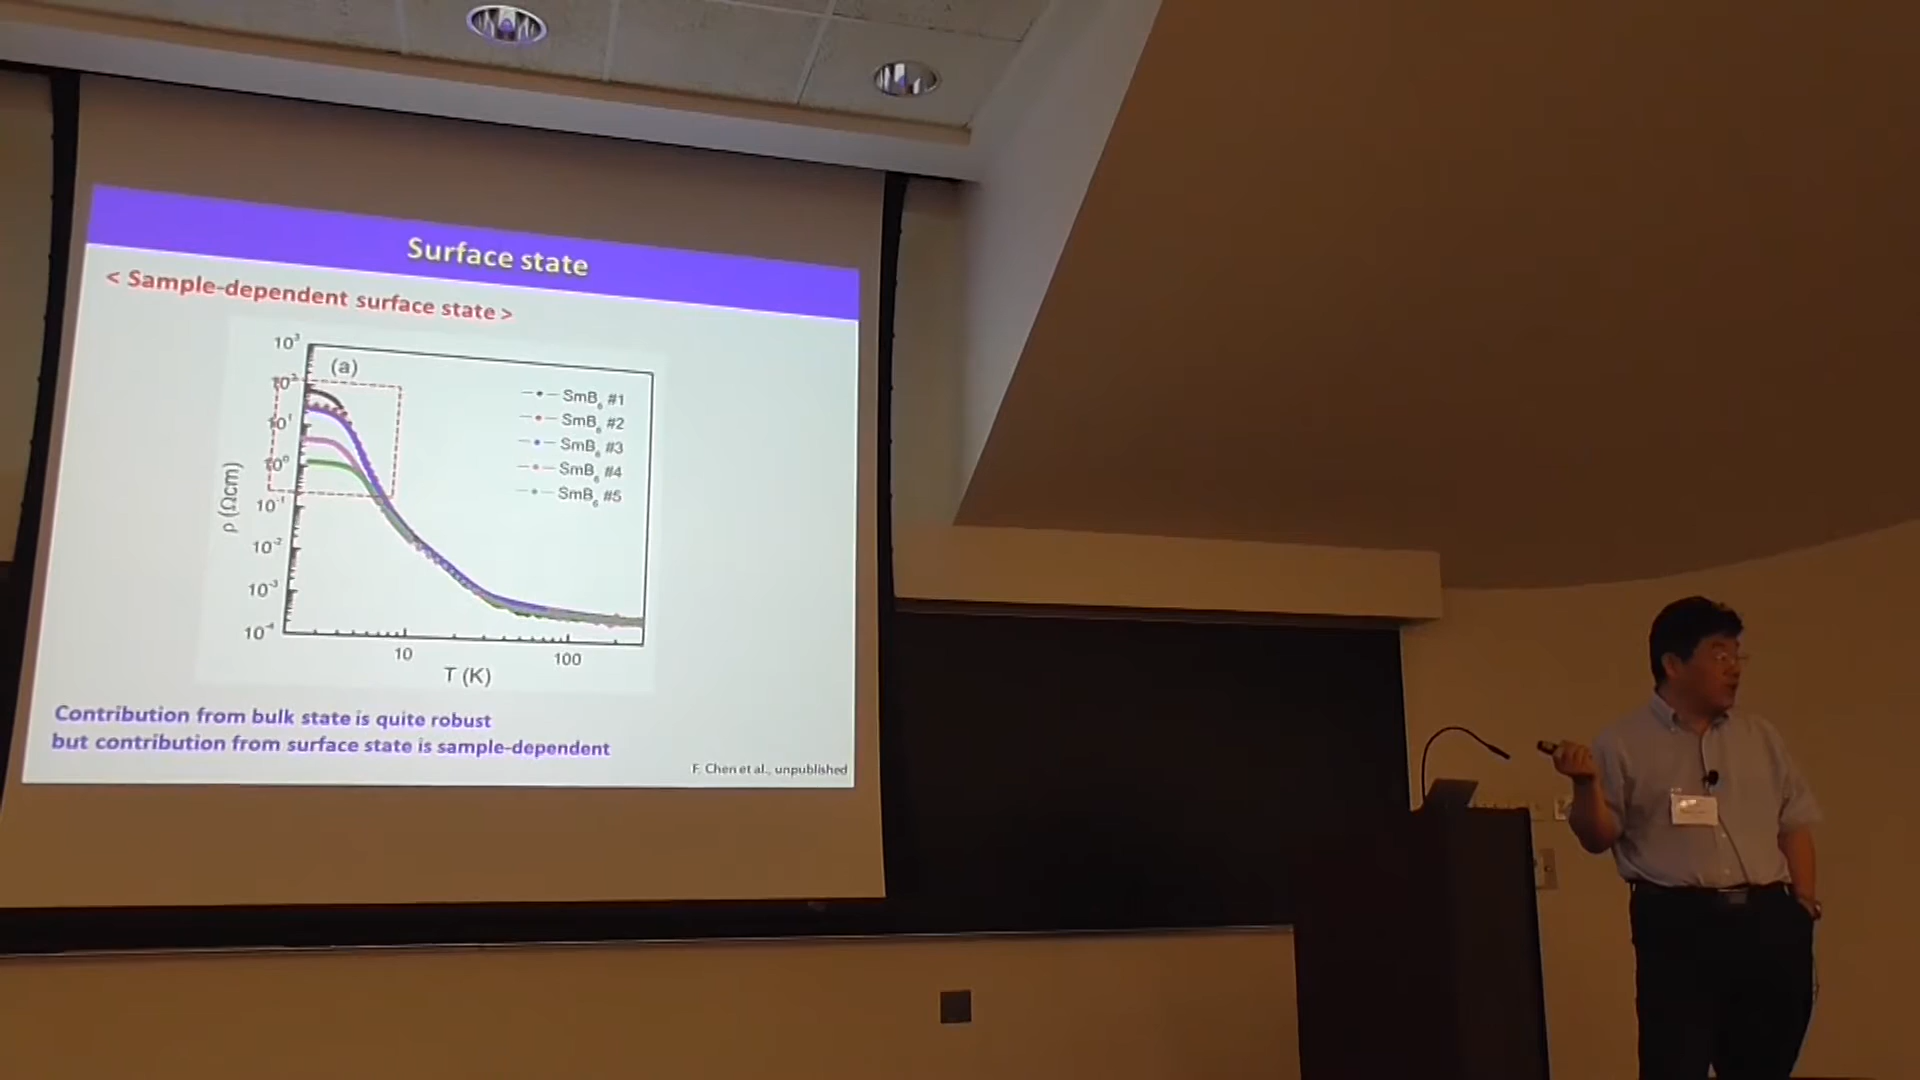 Surface state
< Sample-dependent surface state >
(a)
10³
10²
10¹
10⁰
10⁻¹
10⁻²
10⁻³
10⁻⁴
ρ (Ωcm)
SmB₆ #1
SmB₆ #2
SmB₆ #3
SmB₆ #4
SmB₆ #5
10 100
T (K)
Contribution from bulk state is quite robust
but contribution from surface state is sample-dependent
F. Chen et al., unpublished